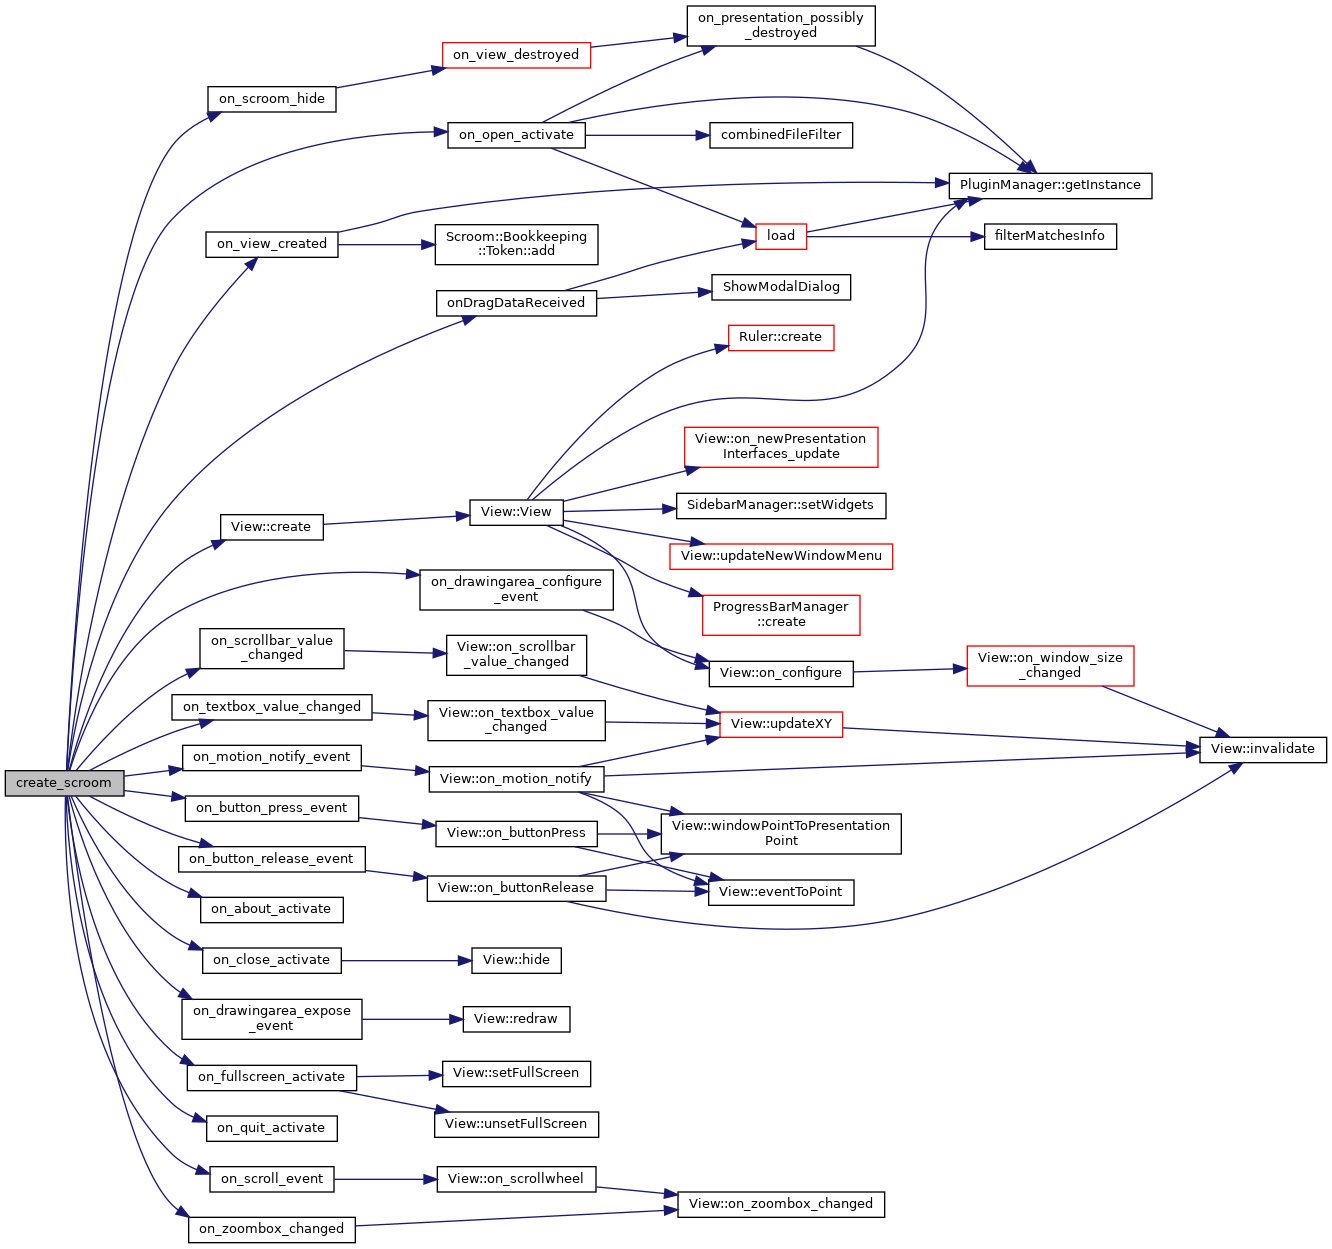 on_presentation_possibly
_destroyed
on_view_destroyed
on_scroom_hide
on_open_activate
combinedFileFilter
PluginManager::getInstance
on_view_created
Scroom::Bookkeeping
::Token::add
load
filterMatchesInfo
onDragDataReceived
ShowModalDialog
Ruler::create
View::on_newPresentation
Interfaces_update
View::create
View::View
SidebarManager::setWidgets
View::updateNewWindowMenu
on_drawingarea_configure
_event
ProgressBarManager
::create
on_scrollbar_value
_changed
View::on_scrollbar
_value_changed
View::on_configure
View::on_window_size
_changed
on_textbox_value_changed
View::on_textbox_value
_changed
View::updateXY
View::invalidate
create_scroom
on_motion_notify_event
View::on_motion_notify
on_button_press_event
View::on_buttonPress
View::windowPointToPresentation
Point
on_button_release_event
View::on_buttonRelease
View::eventToPoint
on_about_activate
on_close_activate
View::hide
on_drawingarea_expose
_event
View::redraw
on_fullscreen_activate
View::setFullScreen
View::unsetFullScreen
on_quit_activate
on_scroll_event
View::on_scrollwheel
View::on_zoombox_changed
on_zoombox_changed